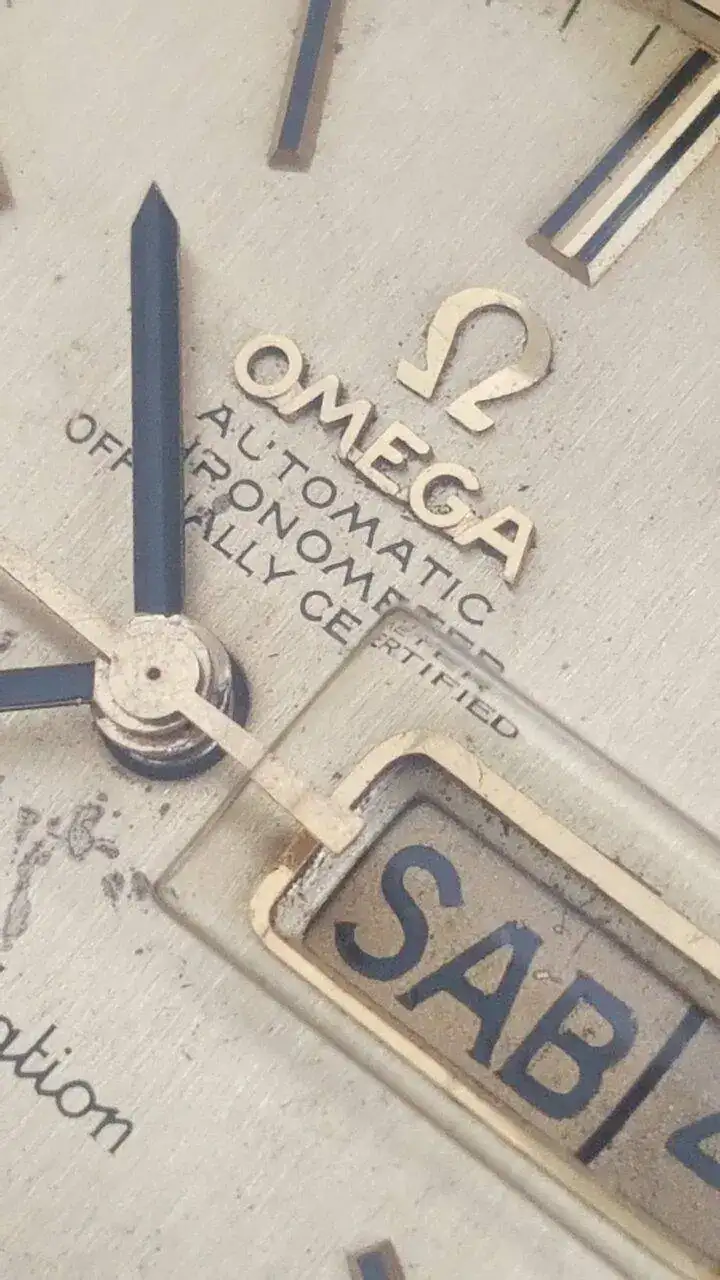 Ω
OMEGA
AUTOMATIC
CHRONOMETER
OFFICIALLY CERTIFIED
SAB
ation